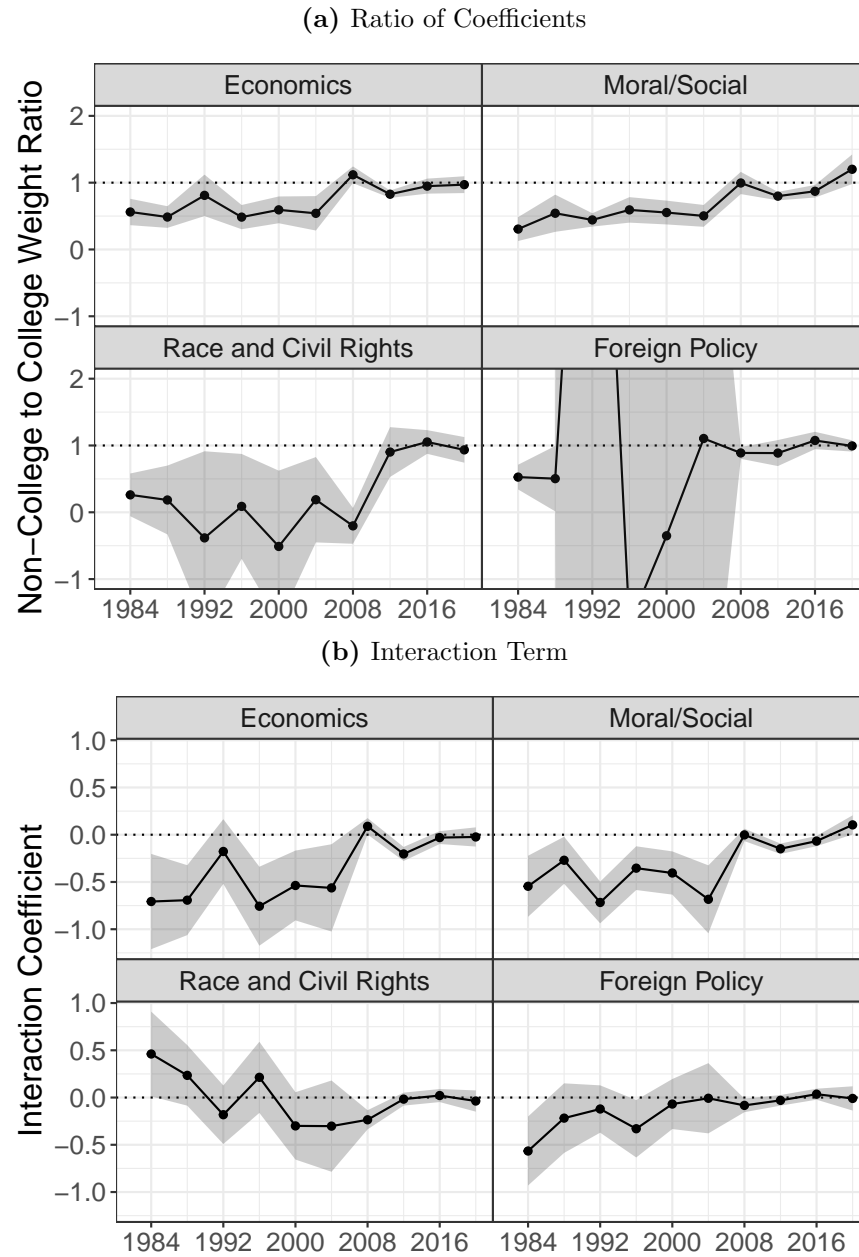 (a) Ratio of Coefficients
Non−College to College Weight Ratio
Economics
Moral/Social
2
1
0
−1
Race and Civil Rights
Foreign Policy
2
1
0
−1
1984 1992 2000 2008 2016
1984 1992 2000 2008 2016
(b) Interaction Term
Interaction Coefficient
Economics
Moral/Social
1.0
0.5
0.0
−0.5
−1.0
Race and Civil Rights
Foreign Policy
1.0
0.5
0.0
−0.5
−1.0
1984 1992 2000 2008 2016
1984 1992 2000 2008 2016